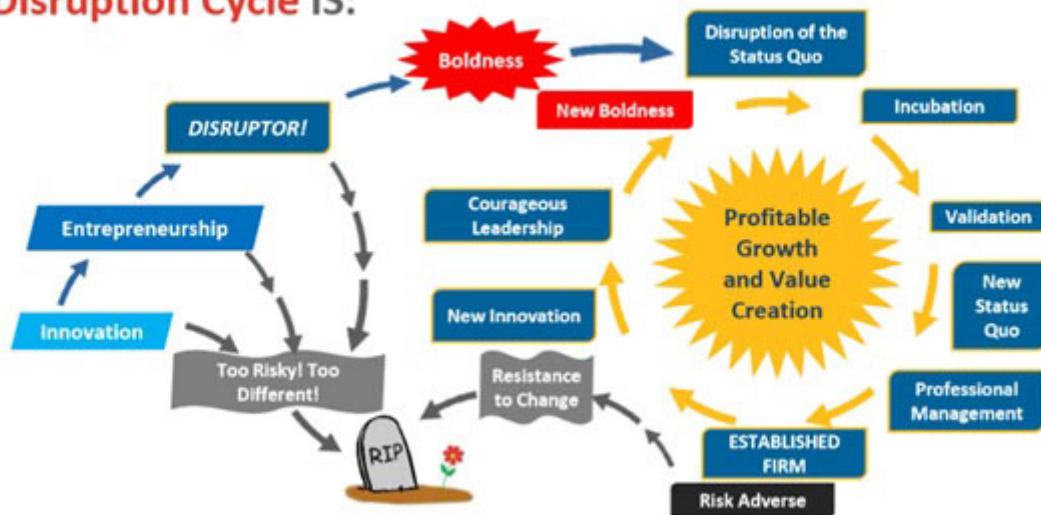 Disruption Cycle IS:
Boldness
Disruption of the
Status Quo
New Boldness
Incubation
DISRUPTOR!
Courageous
Leadership
Profitable
Growth
and Value
Creation
Validation
Entrepreneurship
New
Status
Quo
Innovation
New Innovation
Too Risky! Too
Different!
Resistance
to Change
Professional
Management
RIP
ESTABLISHED
FIRM
Risk Adverse